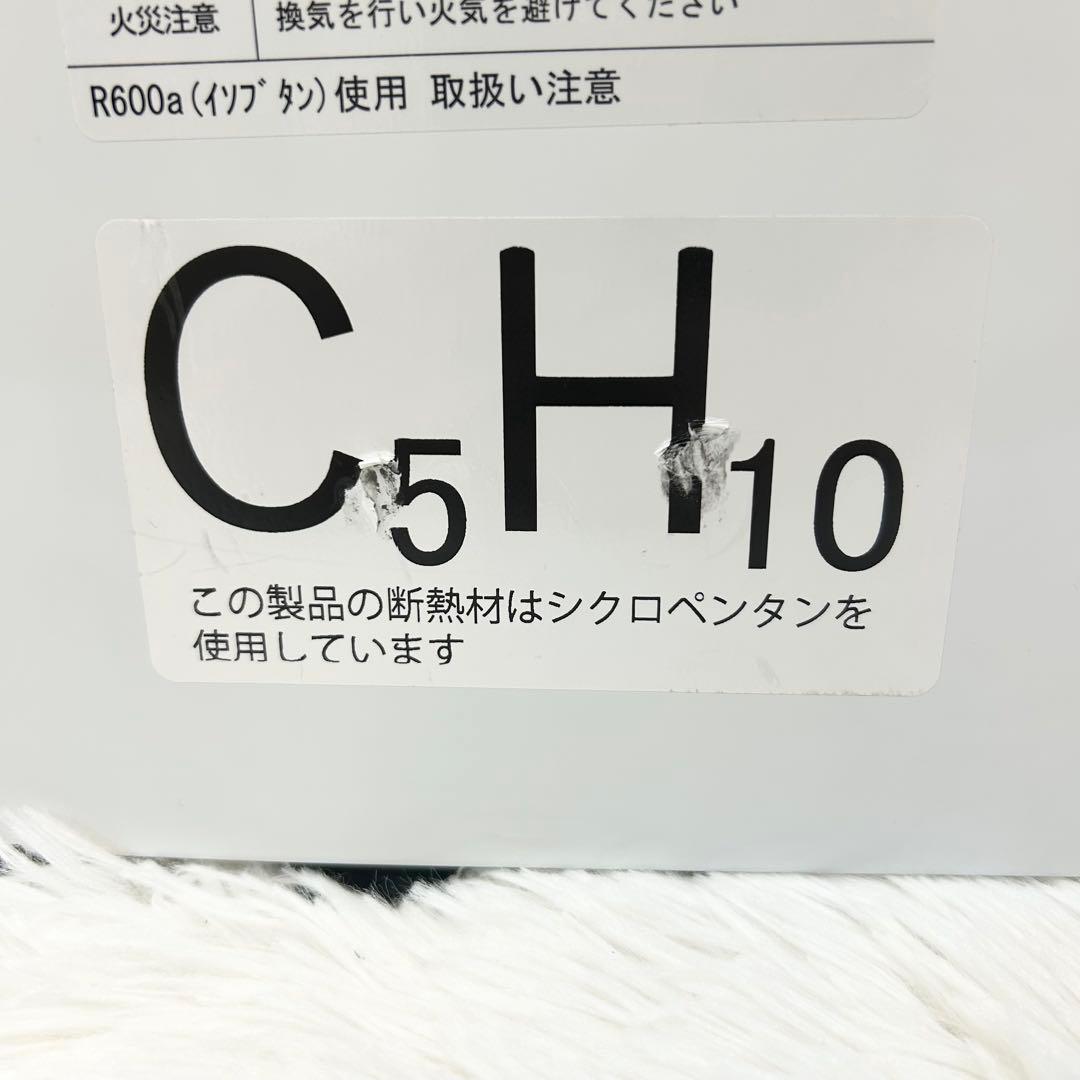 火災注意
換気を行い火気を避けてください
R600a(ｲｿﾌﾞﾀﾝ)使用 取扱い注意
C5H10
この製品の断熱材はシクロペンタンを
使用しています